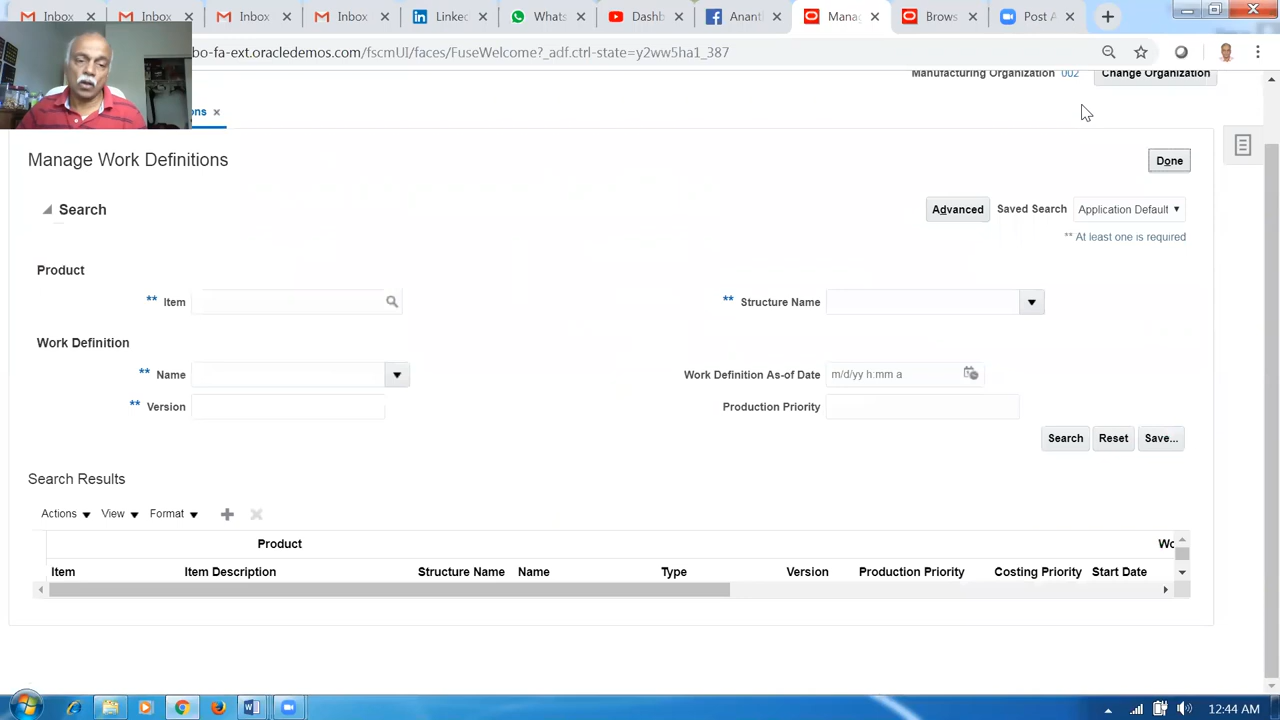 Inbox
Inbox
Inbox
Inbox
Linked
What
Dashb
Anant
Mana
Brow
Post A
bo-fa-ext.oracledemos.com/fscmUI/faces/FuseWelcome?_adf.ctrl-state=y2ww5ha1_387
Manufacturing Organization 002 Change Organization
ons
Manage Work Definitions Done
Search Advanced Saved Search Application Default
** At least one is required
Product
** Item ** Structure Name
Work Definition
** Name Work Definition As-of Date m/d/yy h:mm a
** Version Production Priority
Search Reset Save...
Search Results
Actions View Format
Product Wo
Item Item Description Structure Name Name Type Version Production Priority Costing Priority Start Date
12:44 AM